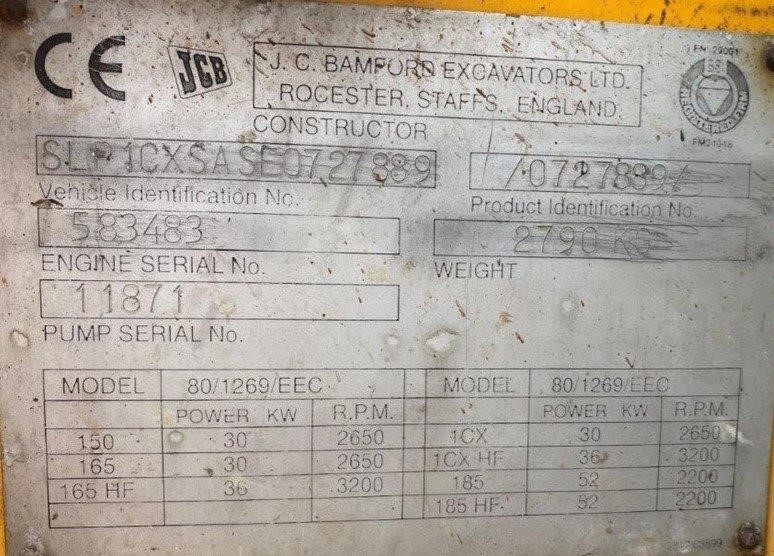 CE JCB
J. C. BAMFORD EXCAVATORS LTD.
ROCESTER, STAFFS, ENGLAND.
CONSTRUCTOR
SLP1CXSASE0727889 /0727889/
Vehicle Identification No. Product Identification No.
583483 2790 KG
ENGINE SERIAL No. WEIGHT
11871
PUMP SERIAL No.
MODEL 80/1269/EEC MODEL 80/1269/EEC
POWER KW R.P.M. POWER KW R.P.M.
150 30 2650 1CX 30 2650
165 30 2650 1CX HF 36 3200
165 HF 36 3200 185 52 2200
185 HF 52 2200